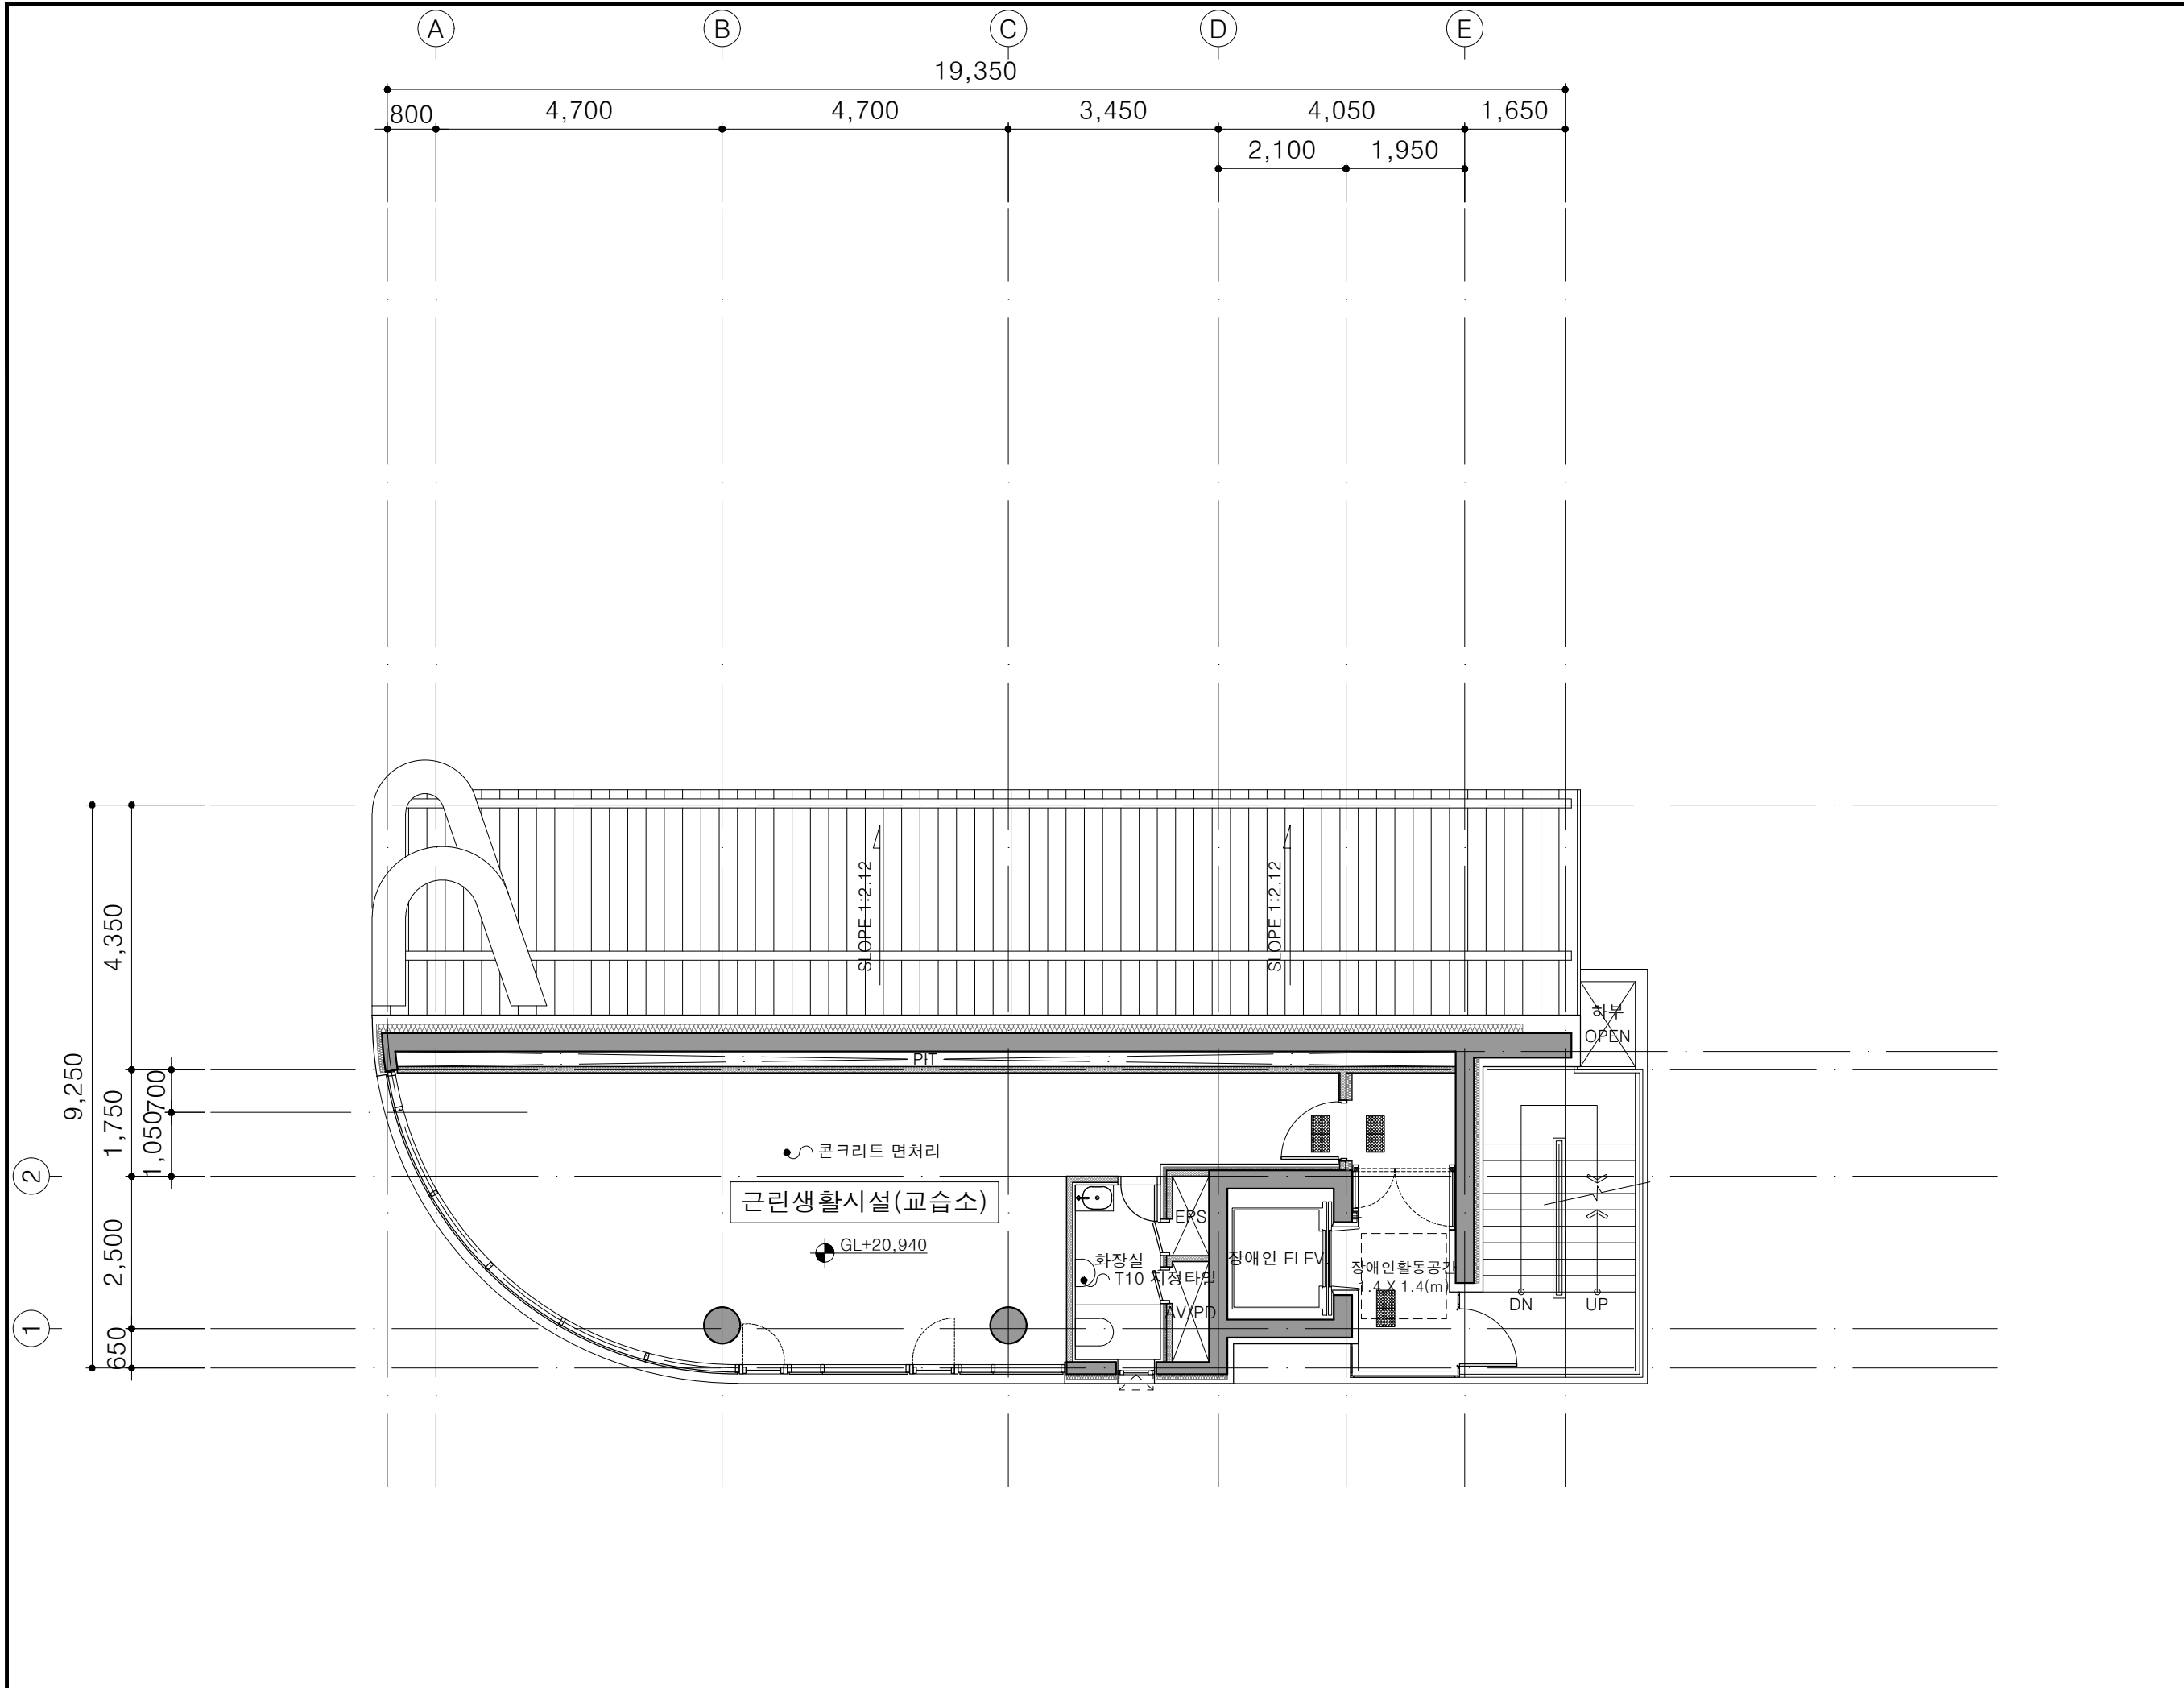 A B C D E
19,350
800 4,700 4,700 3,450 4,050 1,650
2,100 1,950
9,250
4,350
1,750
2,500
650
700
1,050
2
1
SLOPE 1:2.12
SLOPE 1:2.12
하부
OPEN
PIT
콘크리트 면처리
근린생활시설(교습소)
GL+20,940
EPS
화장실
T10 지정타일
AV/PD
장애인 ELEV.
장애인활동공간
1.4 X 1.4(m)
DN UP